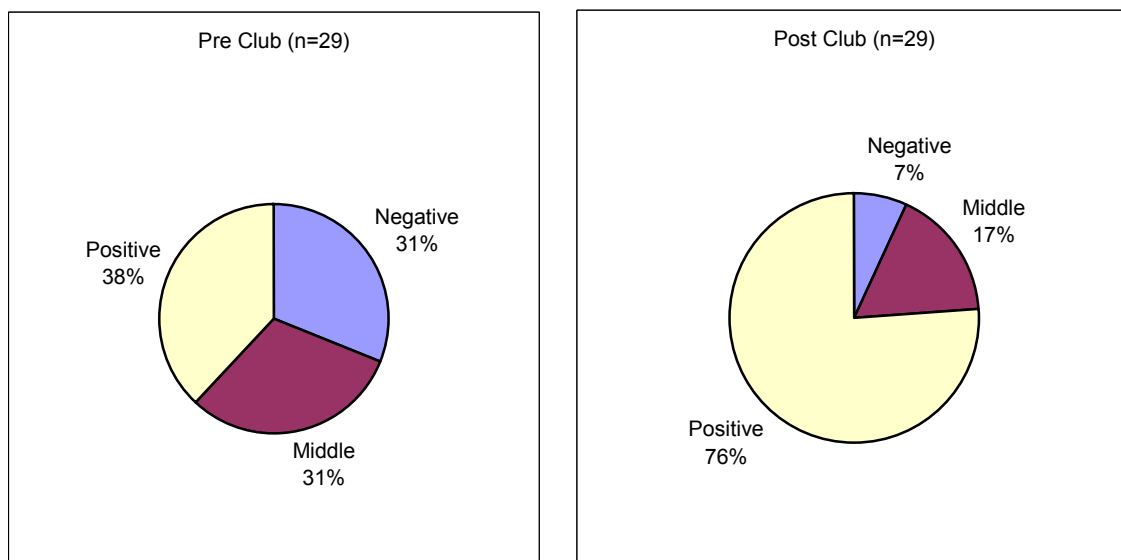 Pre Club (n=29)
Negative
31%
Middle
31%
Positive
38%
Post Club (n=29)
Negative
7%
Middle
17%
Positive
76%